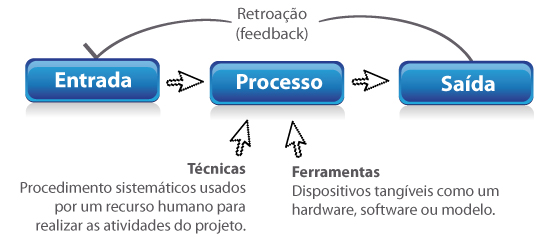 Retroação
(feedback)
Entrada
Processo
Saída
Técnicas
Procedimento sistemáticos usados
por um recurso humano para
realizar as atividades do projeto.
Ferramentas
Dispositivos tangíveis como um
hardware, software ou modelo.